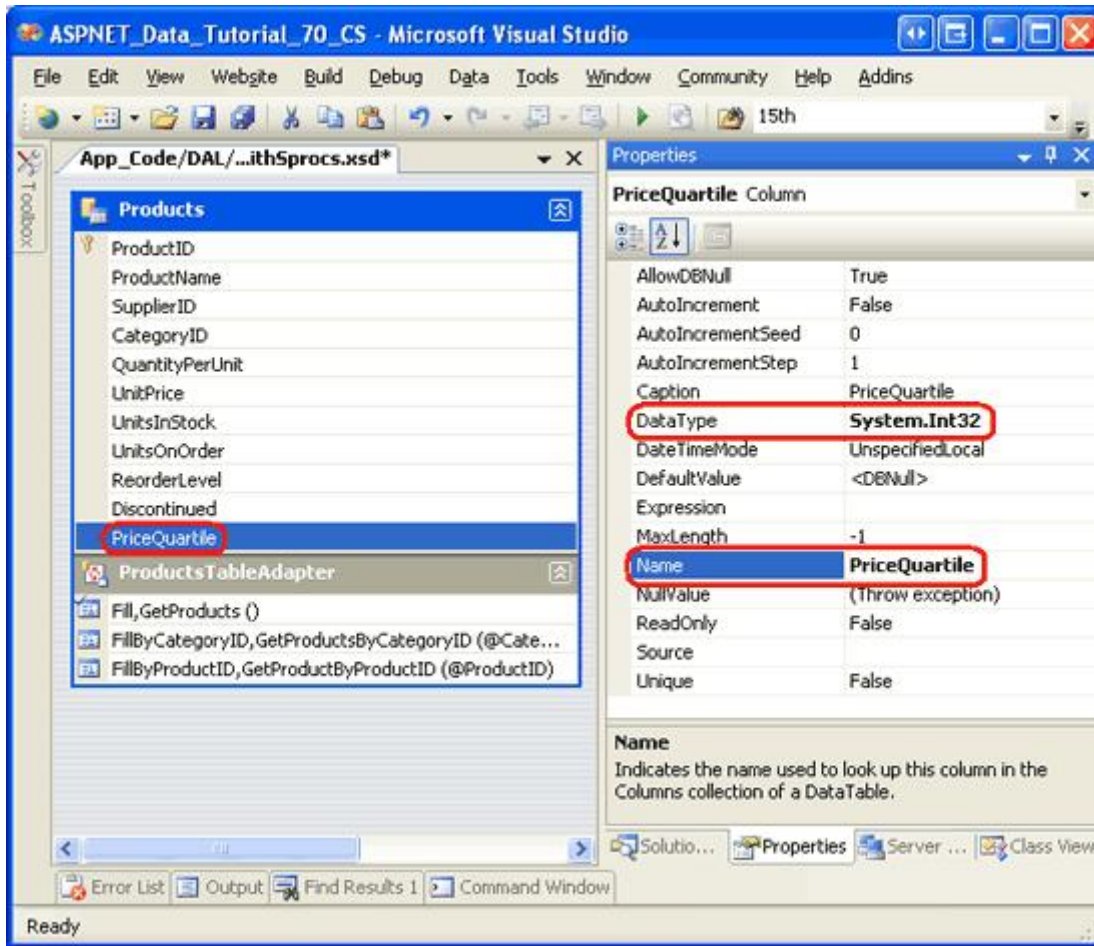 ASPNET_Data_Tutorial_70_CS - Microsoft Visual Studio
File Edit View Website Build Debug Data Tools Window Community Help Addins
15th
Toolbox
App_Code/DAL/...ithSprocs.xsd*
Products
ProductID
ProductName
SupplierID
CategoryID
QuantityPerUnit
UnitPrice
UnitsInStock
UnitsOnOrder
ReorderLevel
Discontinued
PriceQuartile
ProductsTableAdapter
Fill,GetProducts ()
FillByCategoryID,GetProductsByCategoryID (@Cate...
FillByProductID,GetProductByProductID (@ProductID)
Properties
PriceQuartile Column
AllowDBNull True
AutoIncrement False
AutoIncrementSeed 0
AutoIncrementStep 1
Caption PriceQuartile
DataType System.Int32
DateTimeMode UnspecifiedLocal
DefaultValue <DBNull>
Expression
MaxLength -1
Name PriceQuartile
NullValue (Throw exception)
ReadOnly False
Source
Unique False
Name
Indicates the name used to look up this column in the
Columns collection of a DataTable.
Solutio... Properties Server ... Class View
Error List Output Find Results 1 Command Window
Ready